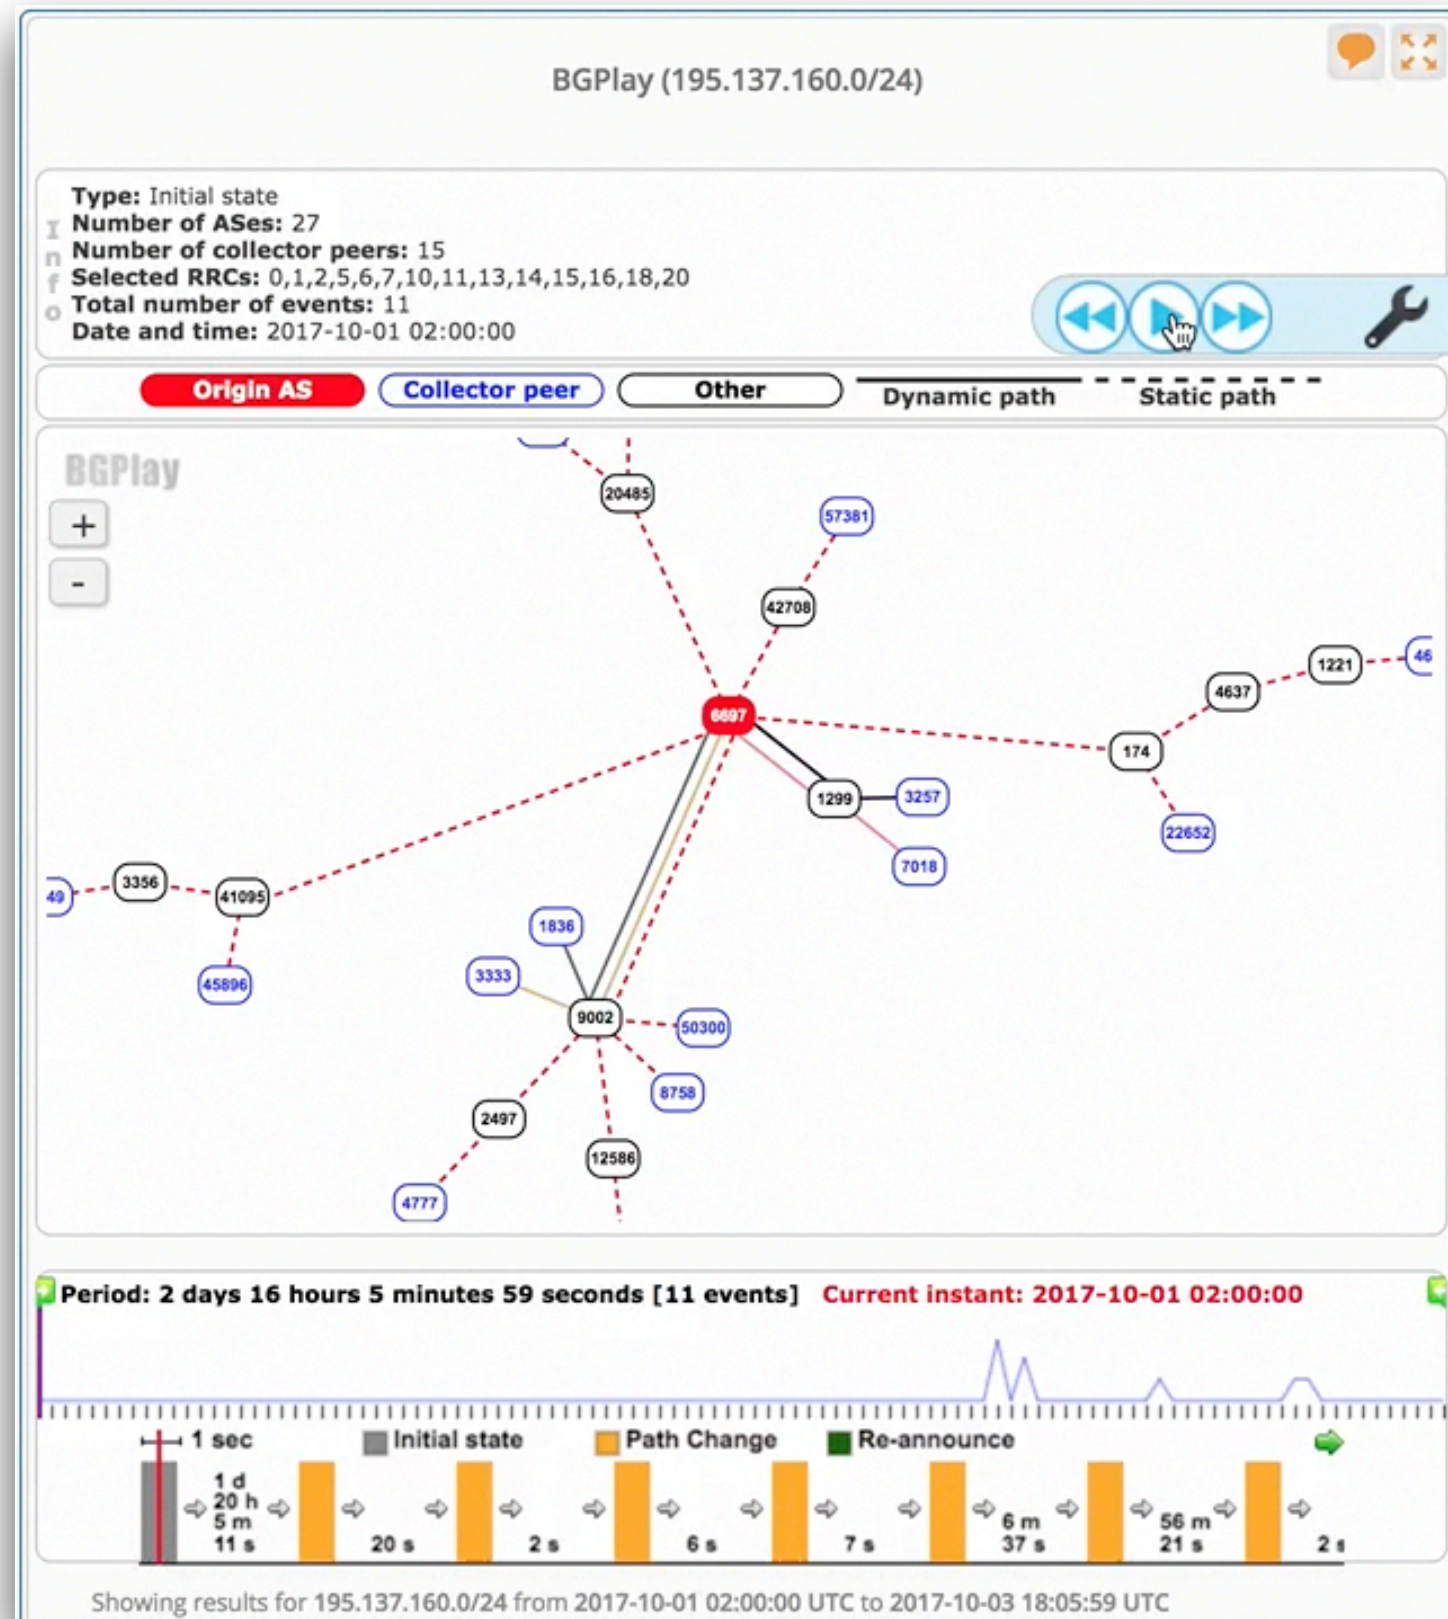 BGPlay (195.137.160.0/24)
Info
Type: Initial state
Number of ASes: 27
Number of collector peers: 15
Selected RRCs: 0,1,2,5,6,7,10,11,13,14,15,16,18,20
Total number of events: 11
Date and time: 2017-10-01 02:00:00
Origin AS Collector peer Other Dynamic path Static path
BGPlay
+
-
20485
57381
42708
46
1221
4637
6697
174
1299
3257
22652
7018
3356
49
41095
1836
3333
45896
9002
50300
8758
2497
12586
4777
Period: 2 days 16 hours 5 minutes 59 seconds [11 events] Current instant: 2017-10-01 02:00:00
1 sec Initial state Path Change Re-announce
1 d
20 h
5 m 6 m 56 m
11 s 20 s 2 s 6 s 7 s 37 s 21 s 2 s
Showing results for 195.137.160.0/24 from 2017-10-01 02:00:00 UTC to 2017-10-03 18:05:59 UTC